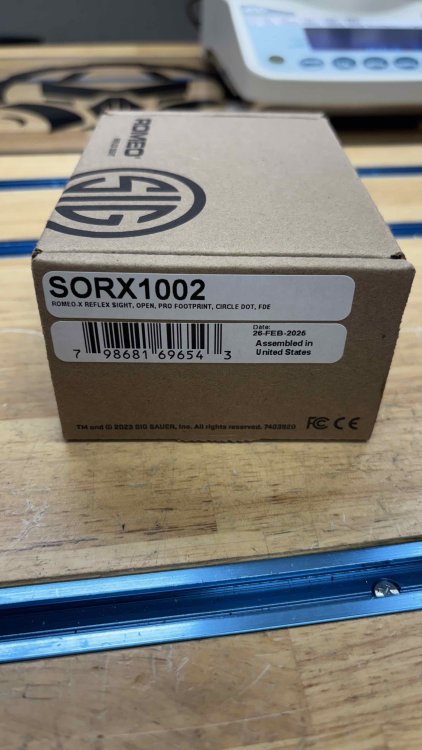 ROMEO
SIG
SORX1002
ROMEO-X REFLEX SIGHT, OPEN, PRO FOOTPRINT, CIRCLE DOT, FDE
7 98681 69654 3
Date:
26-FEB-2025
Assembled in
United States
TM and © 2023 SIG SAUER, Inc. All rights reserved. 7403920
FC CE